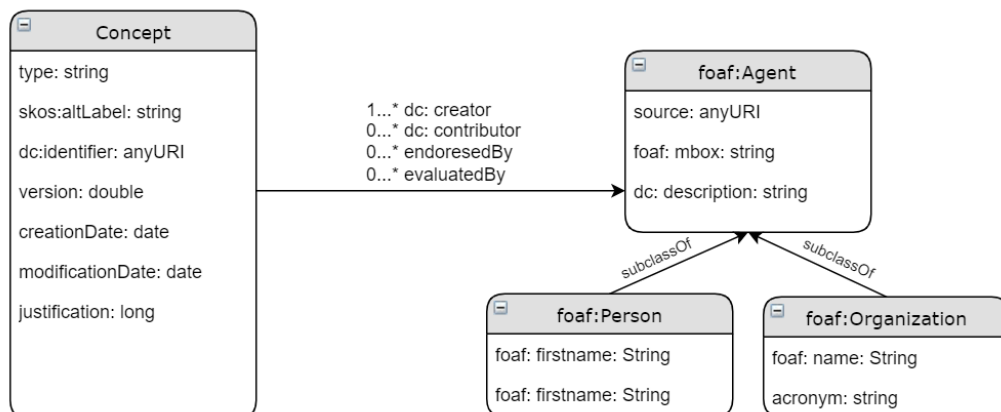 Concept
type: string
skos:altLabel: string
dc:identifier: anyURI
version: double
creationDate: date
modificationDate: date
justification: long
1...* dc: creator
0...* dc: contributor
0...* endoresedBy
0...* evaluatedBy
foaf:Agent
source: anyURI
foaf: mbox: string
dc: description: string
subclassOf
subclassOf
foaf:Person
foaf: firstname: String
foaf: firstname: String
foaf:Organization
foaf: name: String
acronym: string